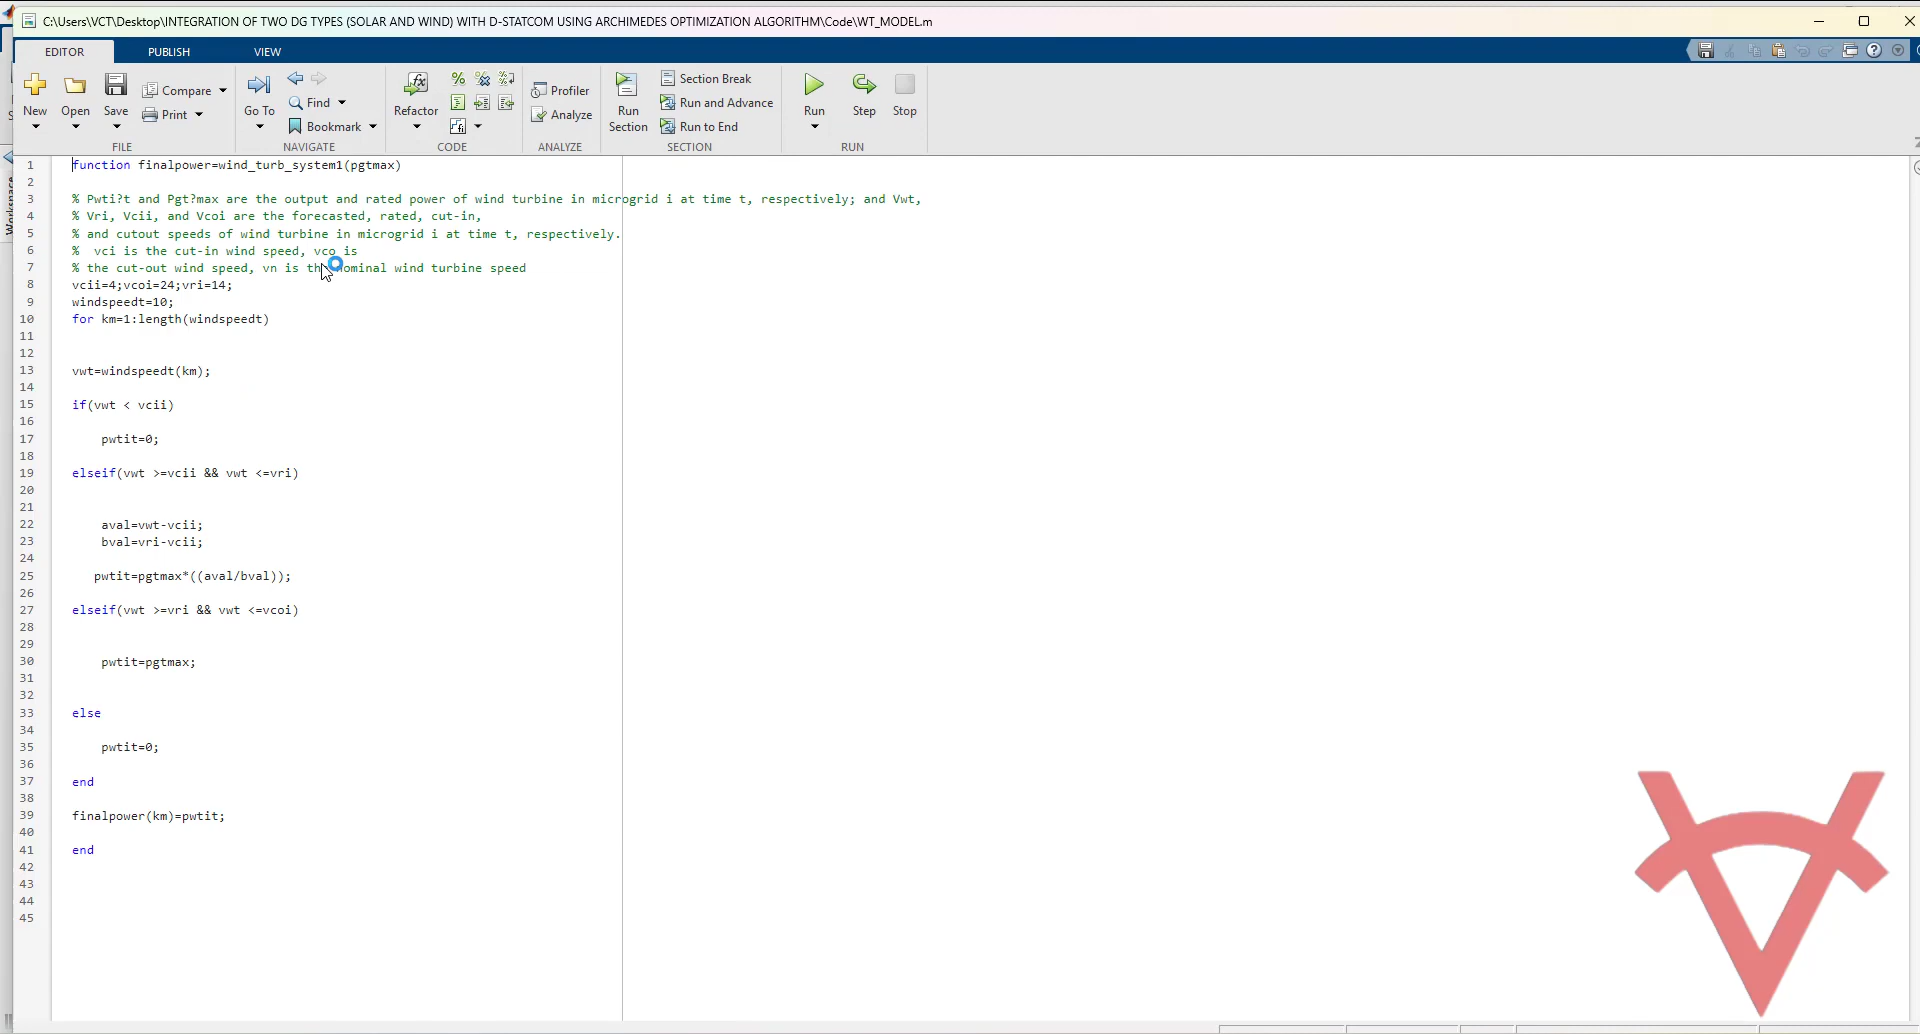 C:\Users\VCT\Desktop\INTEGRATION OF TWO DG TYPES (SOLAR AND WIND) WITH D-STATCOM USING ARCHIMEDES OPTIMIZATION ALGORITHM\Code\WT_MODEL.m
EDITOR PUBLISH VIEW
New Open Save Compare Print
Go To Find Bookmark
Refactor
Profiler Analyze
Run Section Section Break Run and Advance Run to End
Run Step Stop
FILE NAVIGATE CODE ANALYZE SECTION RUN
Workspace
1 function finalpower=wind_turb_system1(pgtmax)
2
3 % Pwti?t and Pgt?max are the output and rated power of wind turbine in microgrid i at time t, respectively; and Vwt,
4 % Vri, Vcii, and Vcoi are the forecasted, rated, cut-in,
5 % and cutout speeds of wind turbine in microgrid i at time t, respectively.
6 %  vci is the cut-in wind speed, vco is
7 % the cut-out wind speed, vn is the nominal wind turbine speed
8 vcii=4;vcoi=24;vri=14;
9 windspeedt=10;
10 for km=1:length(windspeedt)
11
12
13 vwt=windspeedt(km);
14
15 if(vwt < vcii)
16
17 pwtit=0;
18
19 elseif(vwt >=vcii && vwt <=vri)
20
21
22 aval=vwt-vcii;
23 bval=vri-vcii;
24
25 pwtit=pgtmax*((aval/bval));
26
27 elseif(vwt >=vri && vwt <=vcoi)
28
29
30 pwtit=pgtmax;
31
32
33 else
34
35 pwtit=0;
36
37 end
38
39 finalpower(km)=pwtit;
40
41 end
42
43
44
45